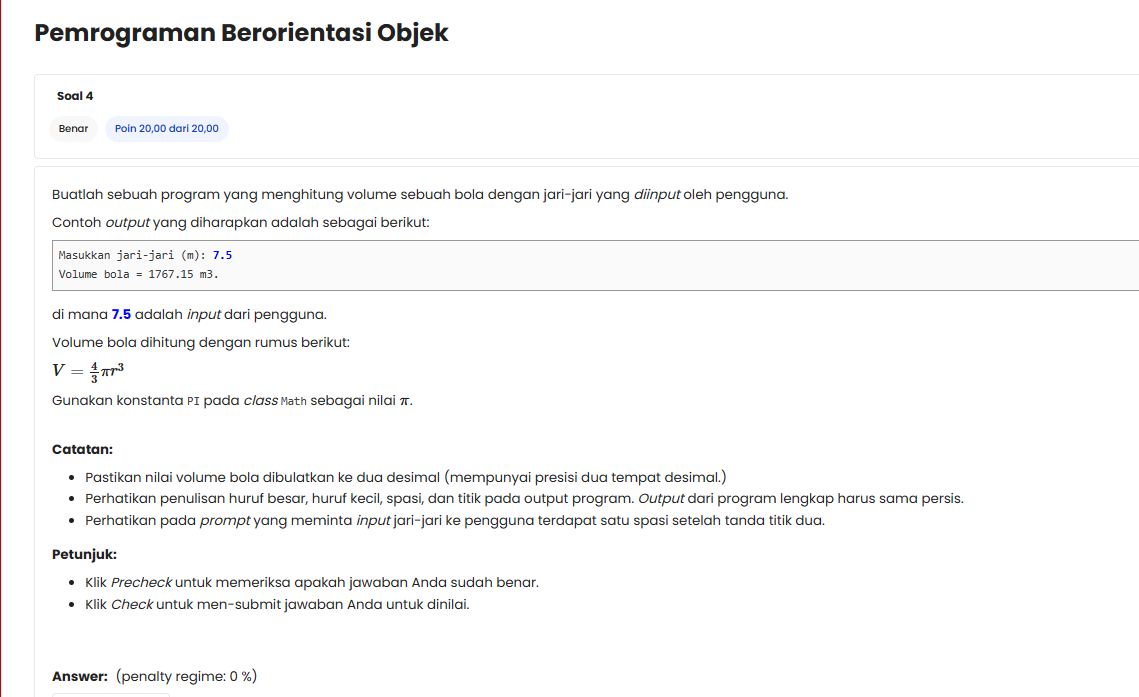 Pemrograman Berorientasi Objek
Soal 4
Benar
Poin 20,00 dari 20,00
Buatlah sebuah program yang menghitung volume sebuah bola dengan jari-jari yang diinput oleh pengguna.
Contoh output yang diharapkan adalah sebagai berikut:
Masukkan jari-jari (m): 7.5
Volume bola = 1767.15 m3.
di mana 7.5 adalah input dari pengguna.
Volume bola dihitung dengan rumus berikut:
V = 4/3 πr³
Gunakan konstanta PI pada class Math sebagai nilai π.
Catatan:
• Pastikan nilai volume bola dibulatkan ke dua desimal (mempunyai presisi dua tempat desimal.)
• Perhatikan penulisan huruf besar, huruf kecil, spasi, dan titik pada output program. Output dari program lengkap harus sama persis.
• Perhatikan pada prompt yang meminta input jari-jari ke pengguna terdapat satu spasi setelah tanda titik dua.
Petunjuk:
• Klik Precheck untuk memeriksa apakah jawaban Anda sudah benar.
• Klik Check untuk men-submit jawaban Anda untuk dinilai.
Answer: (penalty regime: 0 %)